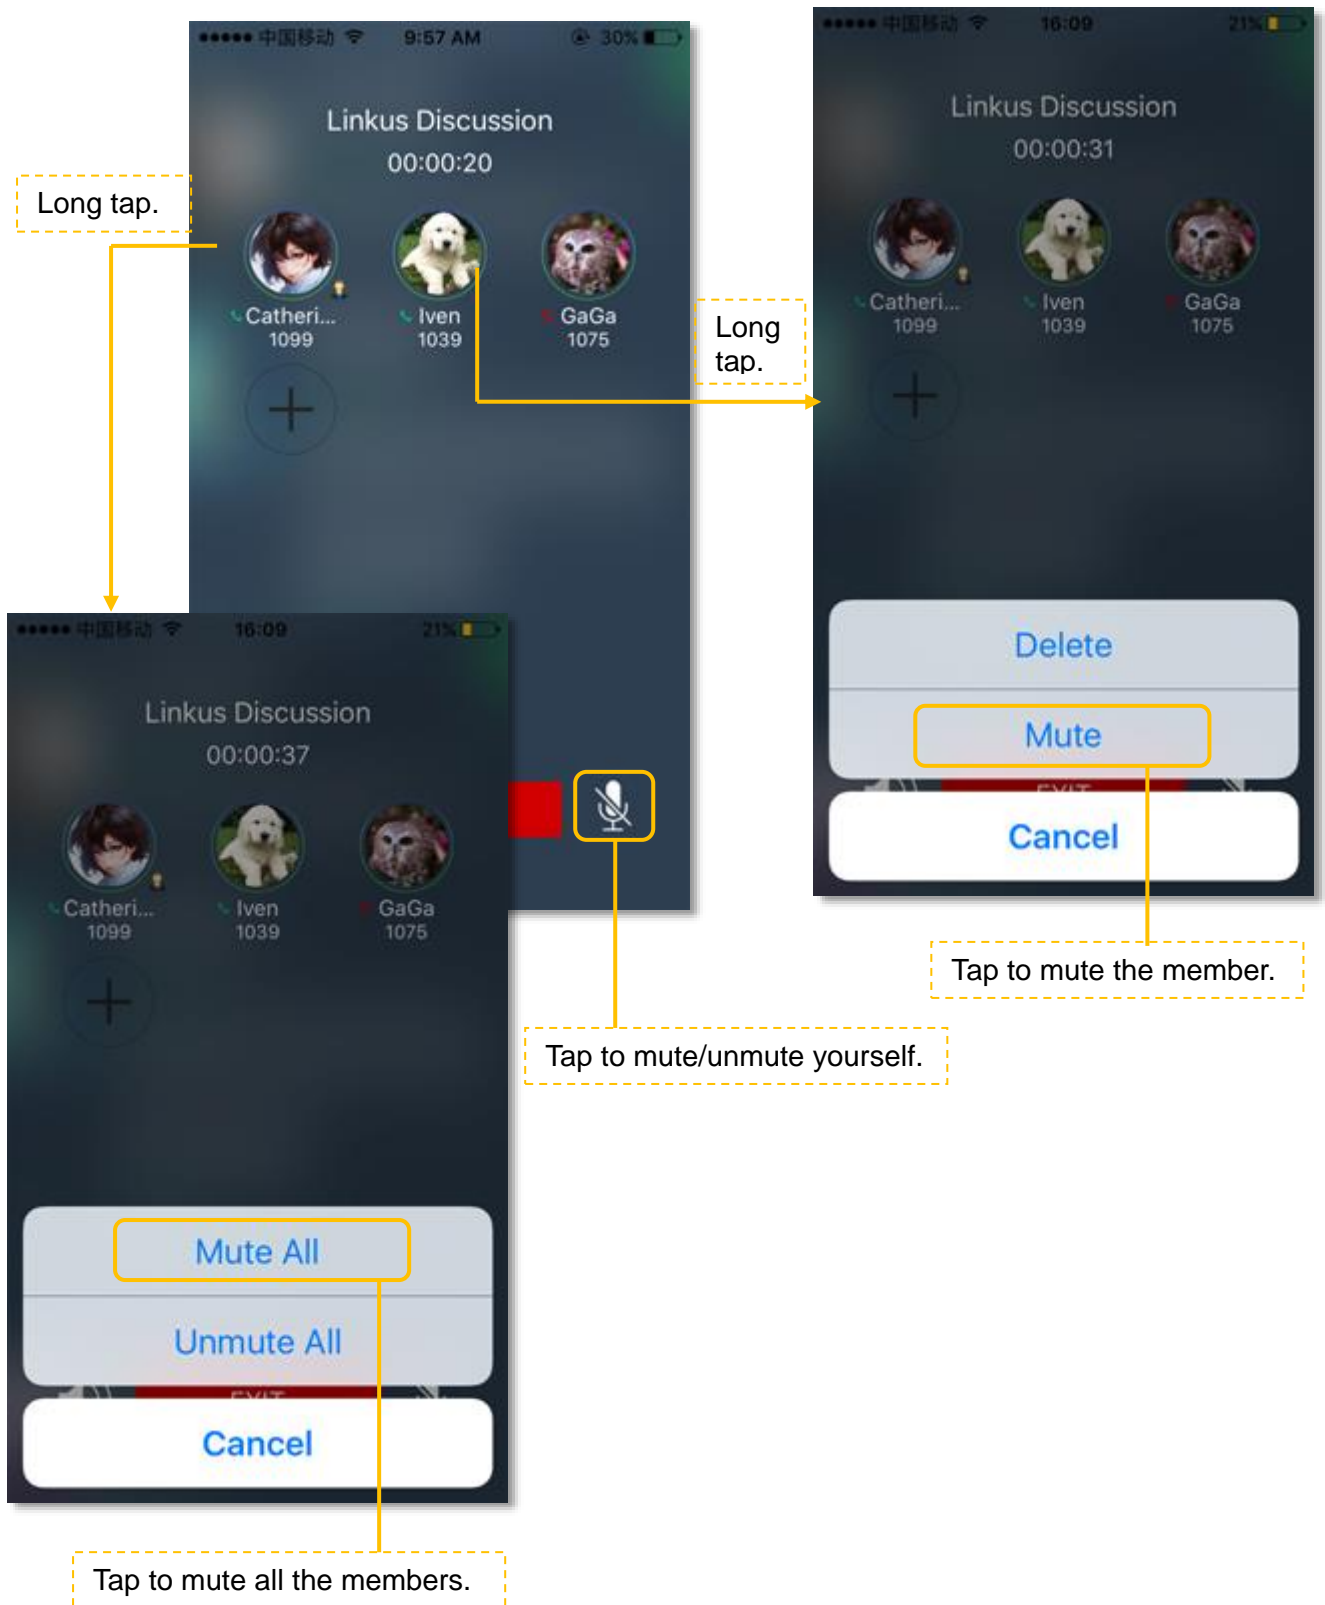 中国移动 9:57 AM 30%
Linkus Discussion
00:00:20
Long tap.
Catheri...
1099
Iven
1039
GaGa
1075
Long
tap.
中国移动 16:09 21%
Linkus Discussion
00:00:31
Catheri...
1099
Iven
1039
GaGa
1075
Delete
Mute
EXIT
Cancel
Tap to mute the member.
Tap to mute/unmute yourself.
中国移动 16:09 21%
Linkus Discussion
00:00:37
Catheri...
1099
Iven
1039
GaGa
1075
Mute All
Unmute All
EXIT
Cancel
Tap to mute all the members.